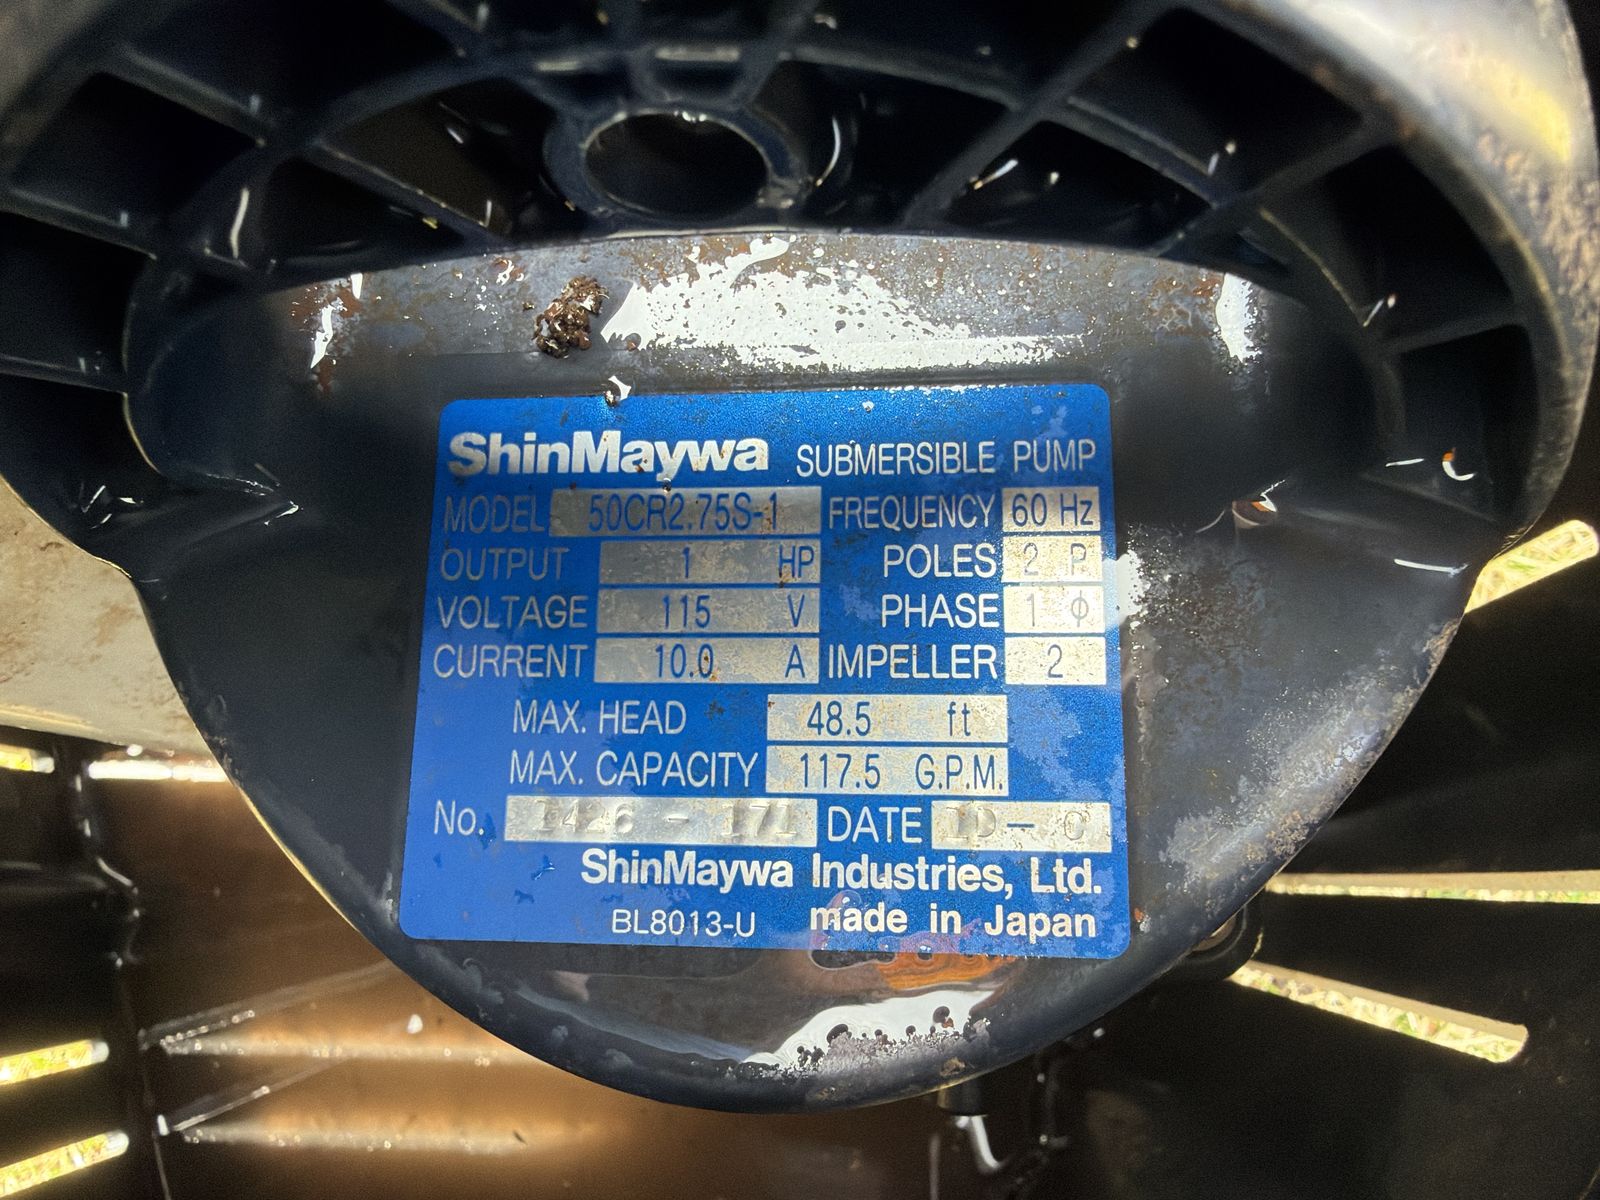 ShinMaywa SUBMERSIBLE PUMP
MODEL 50CR2.75S-1 FREQUENCY 60 Hz
OUTPUT 1 HP POLES 2 P
VOLTAGE 115 V PHASE 1 ϕ
CURRENT 10.0 A IMPELLER 2
MAX. HEAD 48.5 ft
MAX. CAPACITY 117.5 G.P.M.
No. 1426 - 171 DATE
ShinMaywa Industries, Ltd.
BL8013-U made in Japan